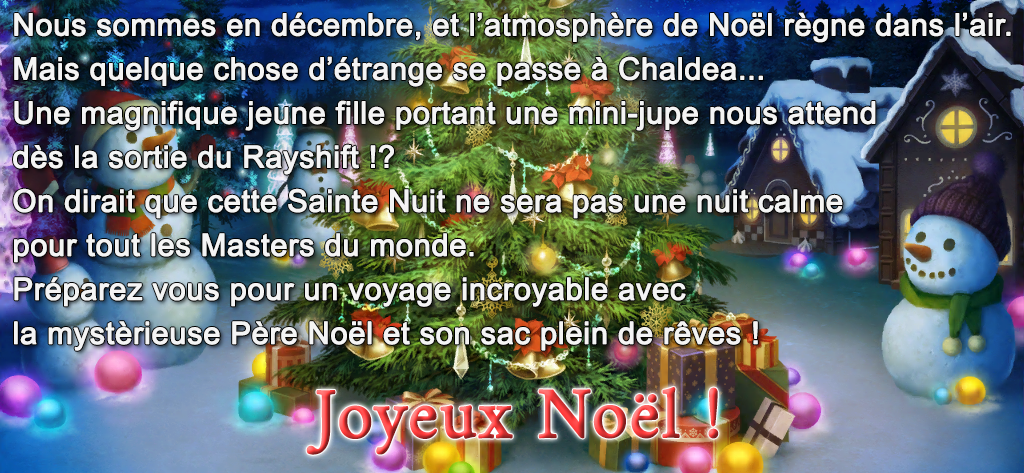 Nous sommes en décembre, et l’atmosphère de Noël règne dans l’air.
Mais quelque chose d’étrange se passe à Chaldea...
Une magnifique jeune fille portant une mini-jupe nous attend
dès la sortie du Rayshift !?
On dirait que cette Sainte Nuit ne sera pas une nuit calme
pour tout les Masters du monde.
Préparez vous pour un voyage incroyable avec
la mystèrieuse Père Noël et son sac plein de rêves !
Joyeux Noël !